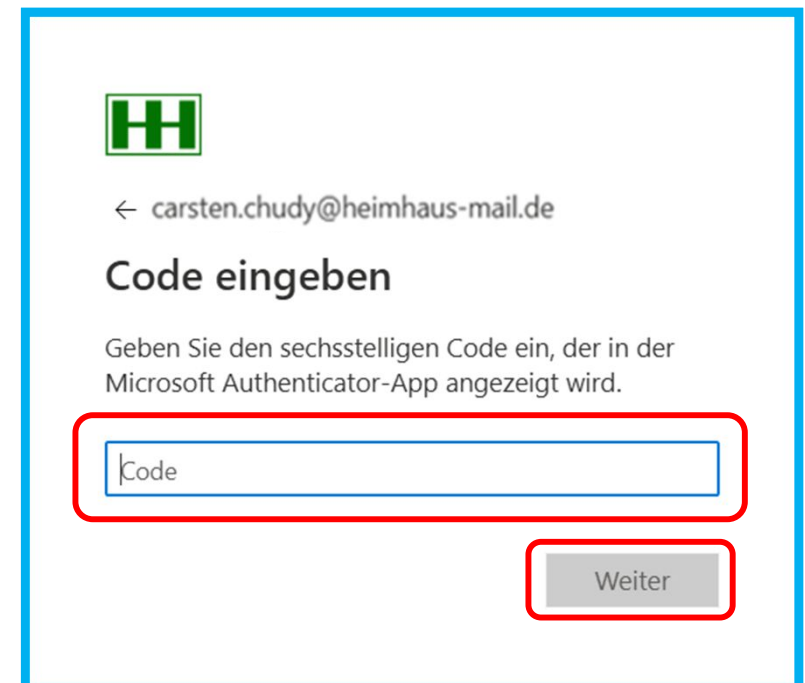 HH
← carsten.chudy@heimhaus-mail.de
Code eingeben
Geben Sie den sechsstelligen Code ein, der in der
Microsoft Authenticator-App angezeigt wird.
Code
Weiter